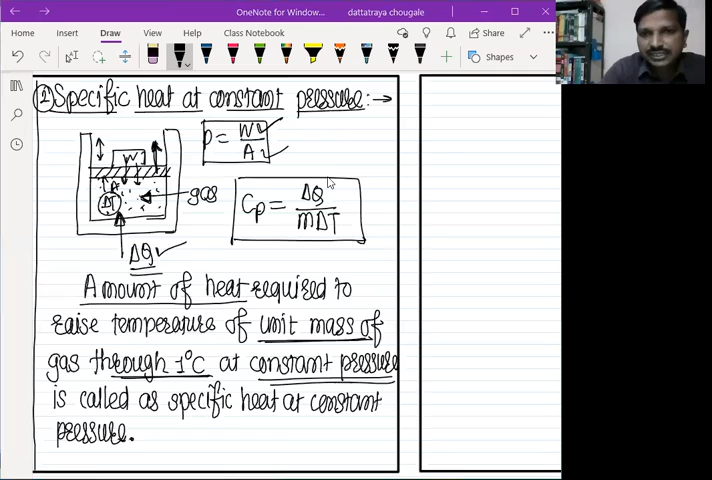 OneNote for Window...
dattatraya chougale
Home
Insert
Draw
View
Help
Class Notebook
Share
Shapes
② Specific heat at constant pressure :→
P = W/A
W
A
ΔT
gas
Cp = ΔQ/mΔT
ΔQ
Amount of heat required to
raise temperature of unit mass of
gas through 1°C at constant pressure
is called as specific heat at constant
pressure.